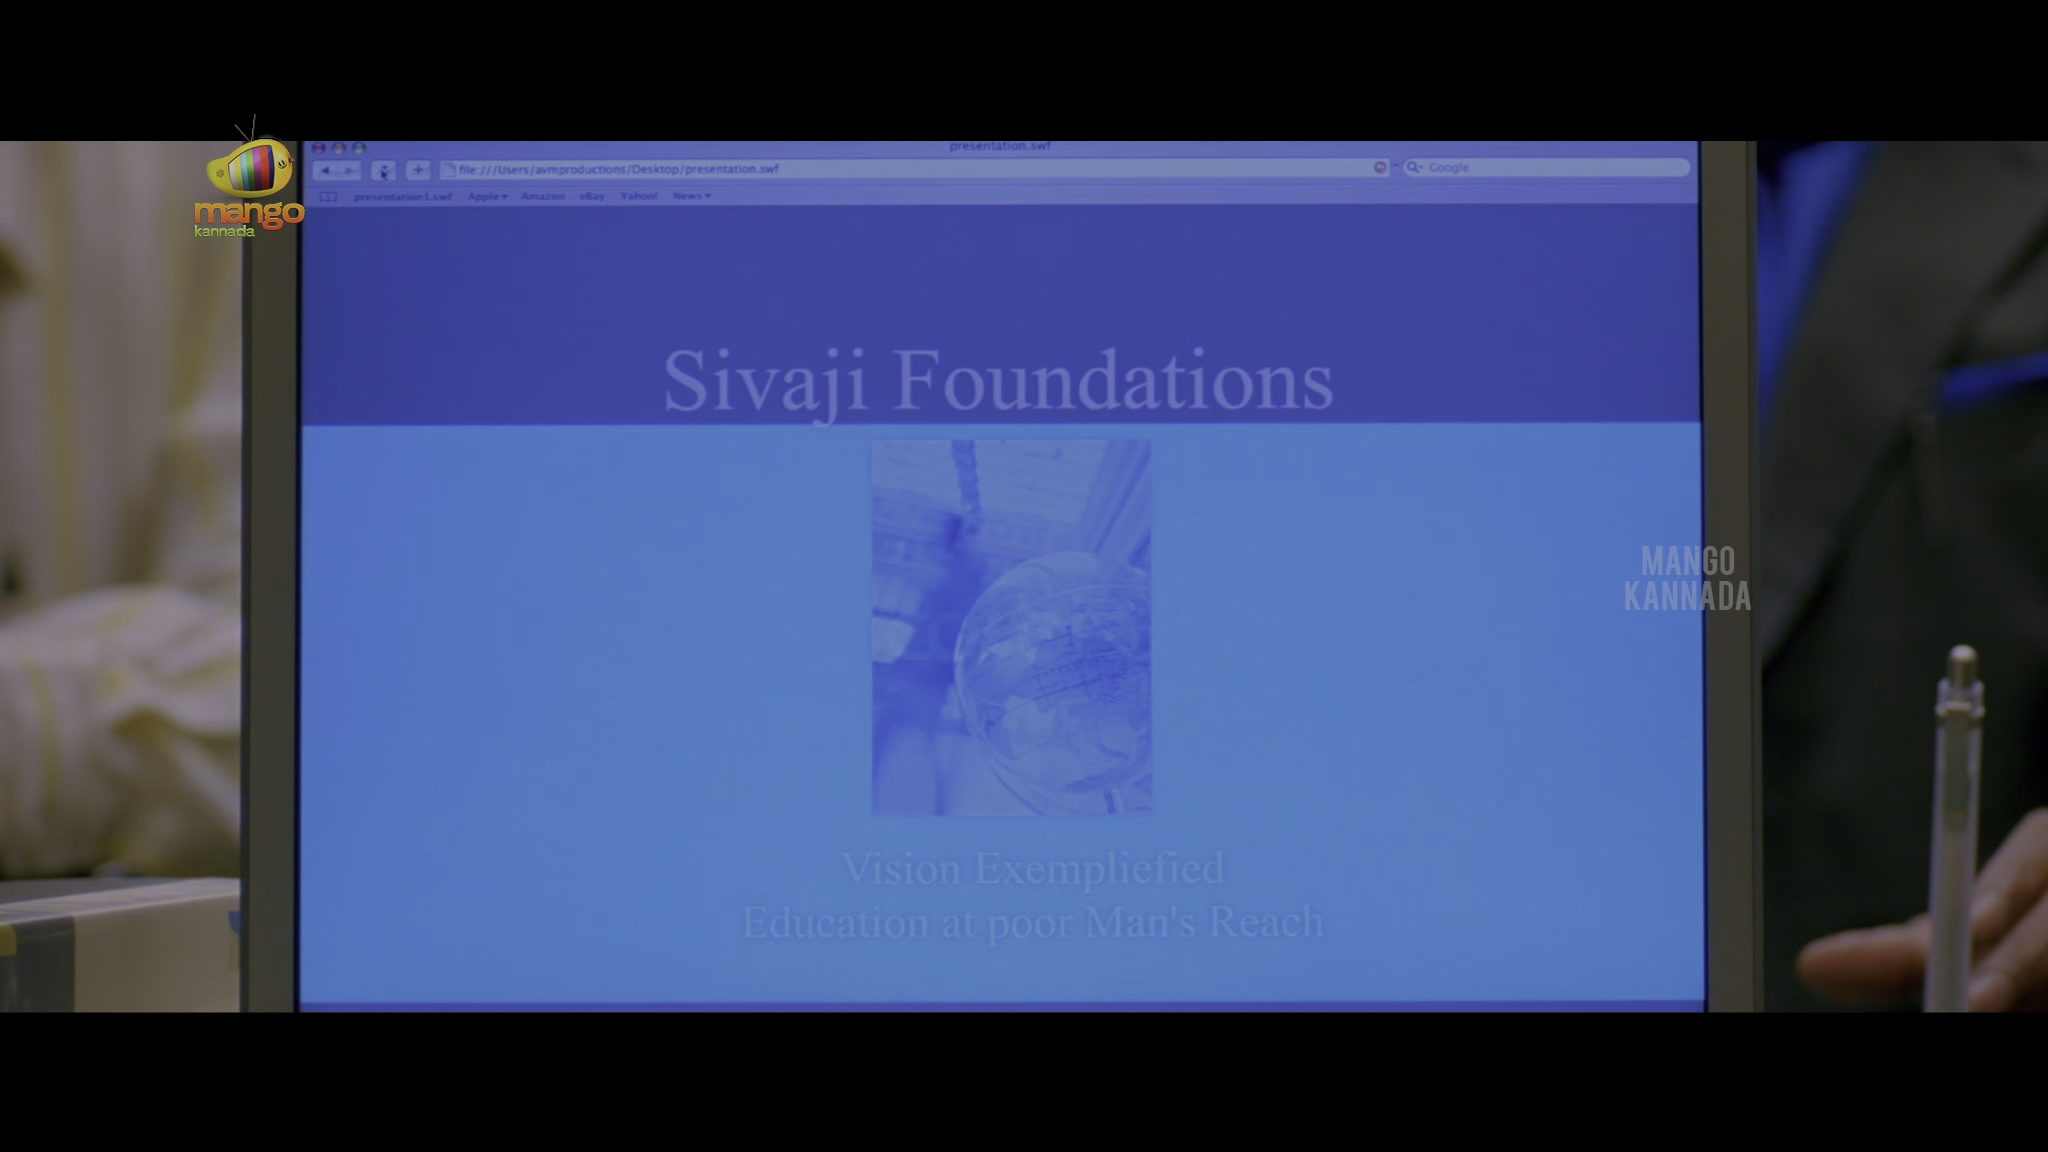 presentation.swf
file:///Users/avmproductions/Desktop/presentation.swf
Google
presentation1.swf Apple Amazon eBay Yahoo! News
mango
kannada
Sivaji Foundations
MANGO
KANNADA
Vision Exempliefied
Education at poor Man's Reach